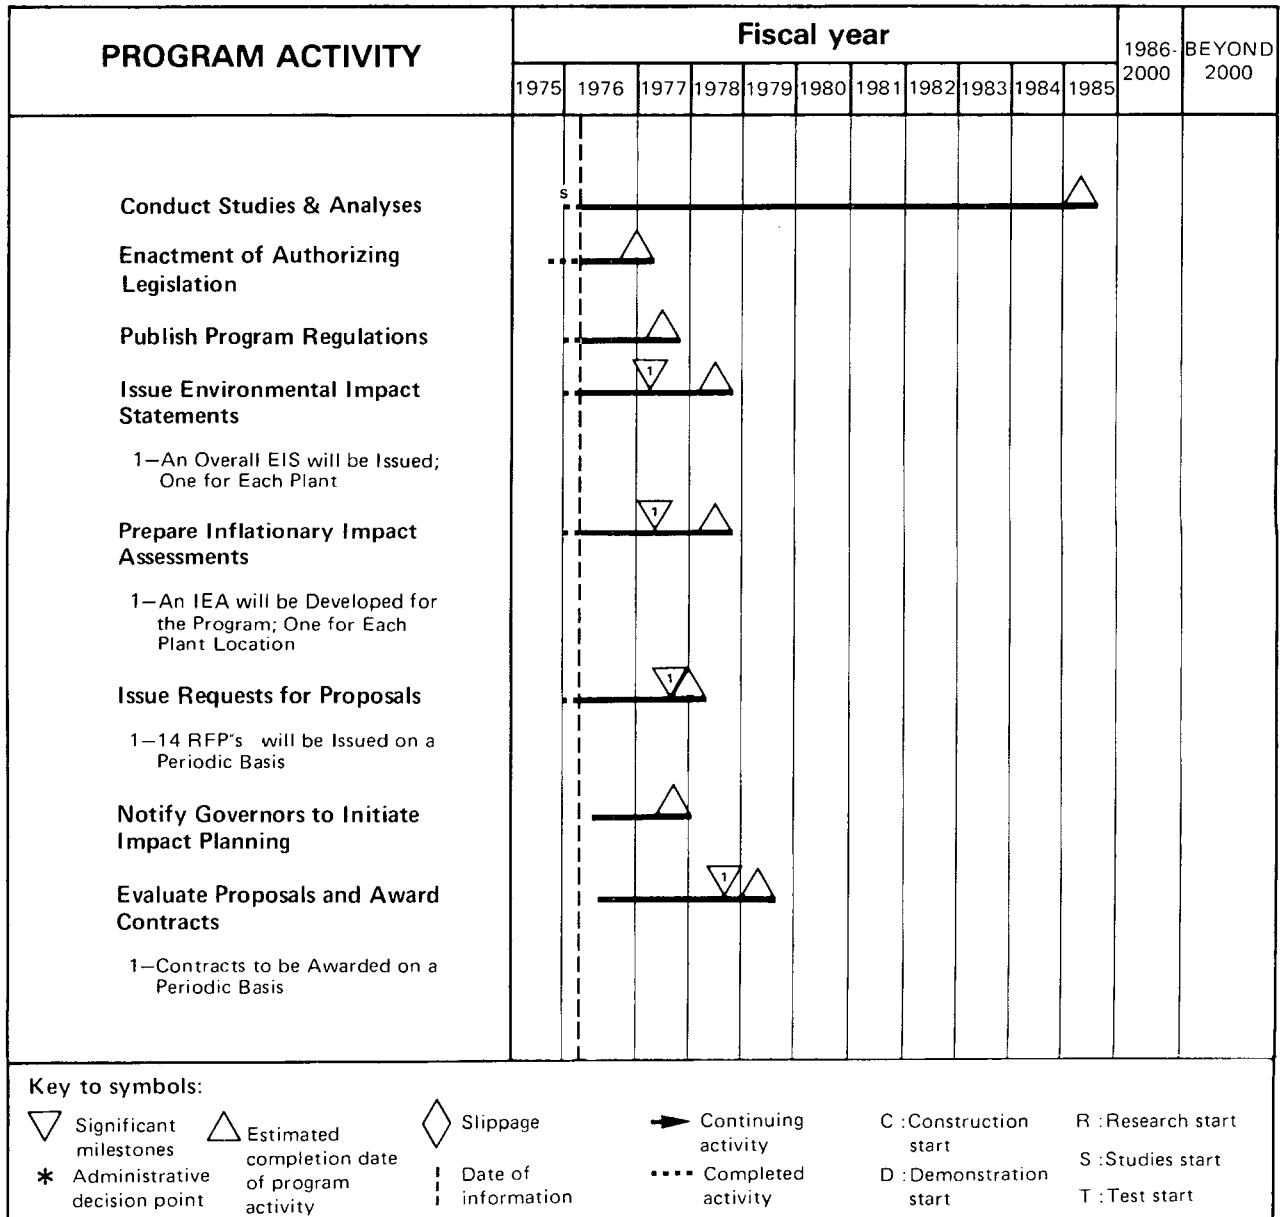 PROGRAM ACTIVITY
Fiscal year
1986-
2000
BEYOND
2000
1975 1976 1977 1978 1979 1980 1981 1982 1983 1984 1985
S
Conduct Studies & Analyses
Enactment of Authorizing
Legislation
Publish Program Regulations
1
Issue Environmental Impact
Statements
1—An Overall EIS will be Issued;
One for Each Plant
1
Prepare Inflationary Impact
Assessments
1—An IEA will be Developed for
the Program; One for Each
Plant Location
1
Issue Requests for Proposals
1—14 RFP"s will be Issued on a
Periodic Basis
Notify Governors to Initiate
Impact Planning
1
Evaluate Proposals and Award
Contracts
1—Contracts to be Awarded on a
Periodic Basis
Key to symbols:
Significant
milestones
* Administrative
decision point
Estimated
completion date
of program
activity
Slippage
Date of
information
Continuing
activity
Completed
activity
C :Construction
start
D :Demonstration
start
R :Research start
S :Studies start
T :Test start